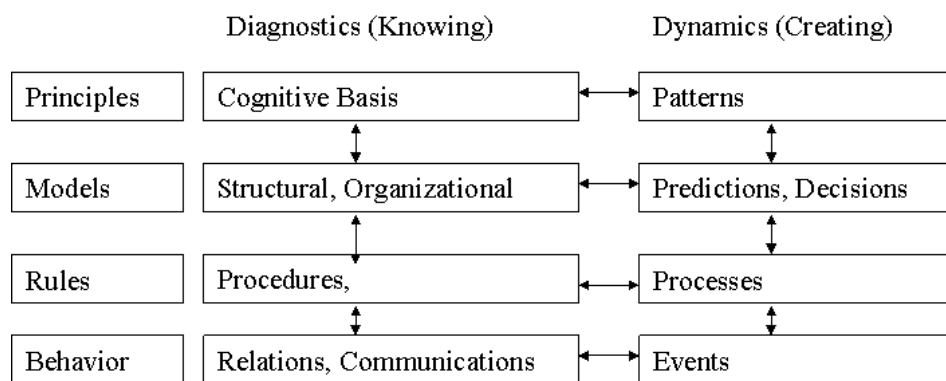 Diagnostics (Knowing) Dynamics (Creating)
Principles Cognitive Basis Patterns
Models Structural, Organizational Predictions, Decisions
Rules Procedures, Processes
Behavior Relations, Communications Events